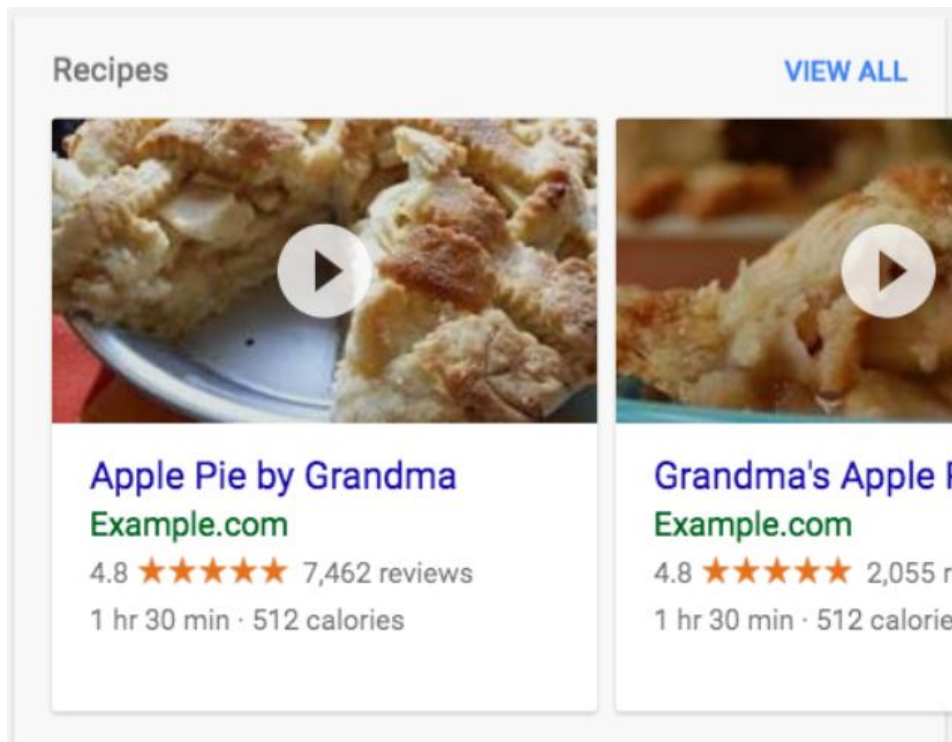 Recipes
VIEW ALL
Apple Pie by Grandma
Example.com
4.8 ★★★★★ 7,462 reviews
1 hr 30 min · 512 calories
Grandma's Apple
Example.com
4.8 ★★★★★ 2,055
1 hr 30 min · 512